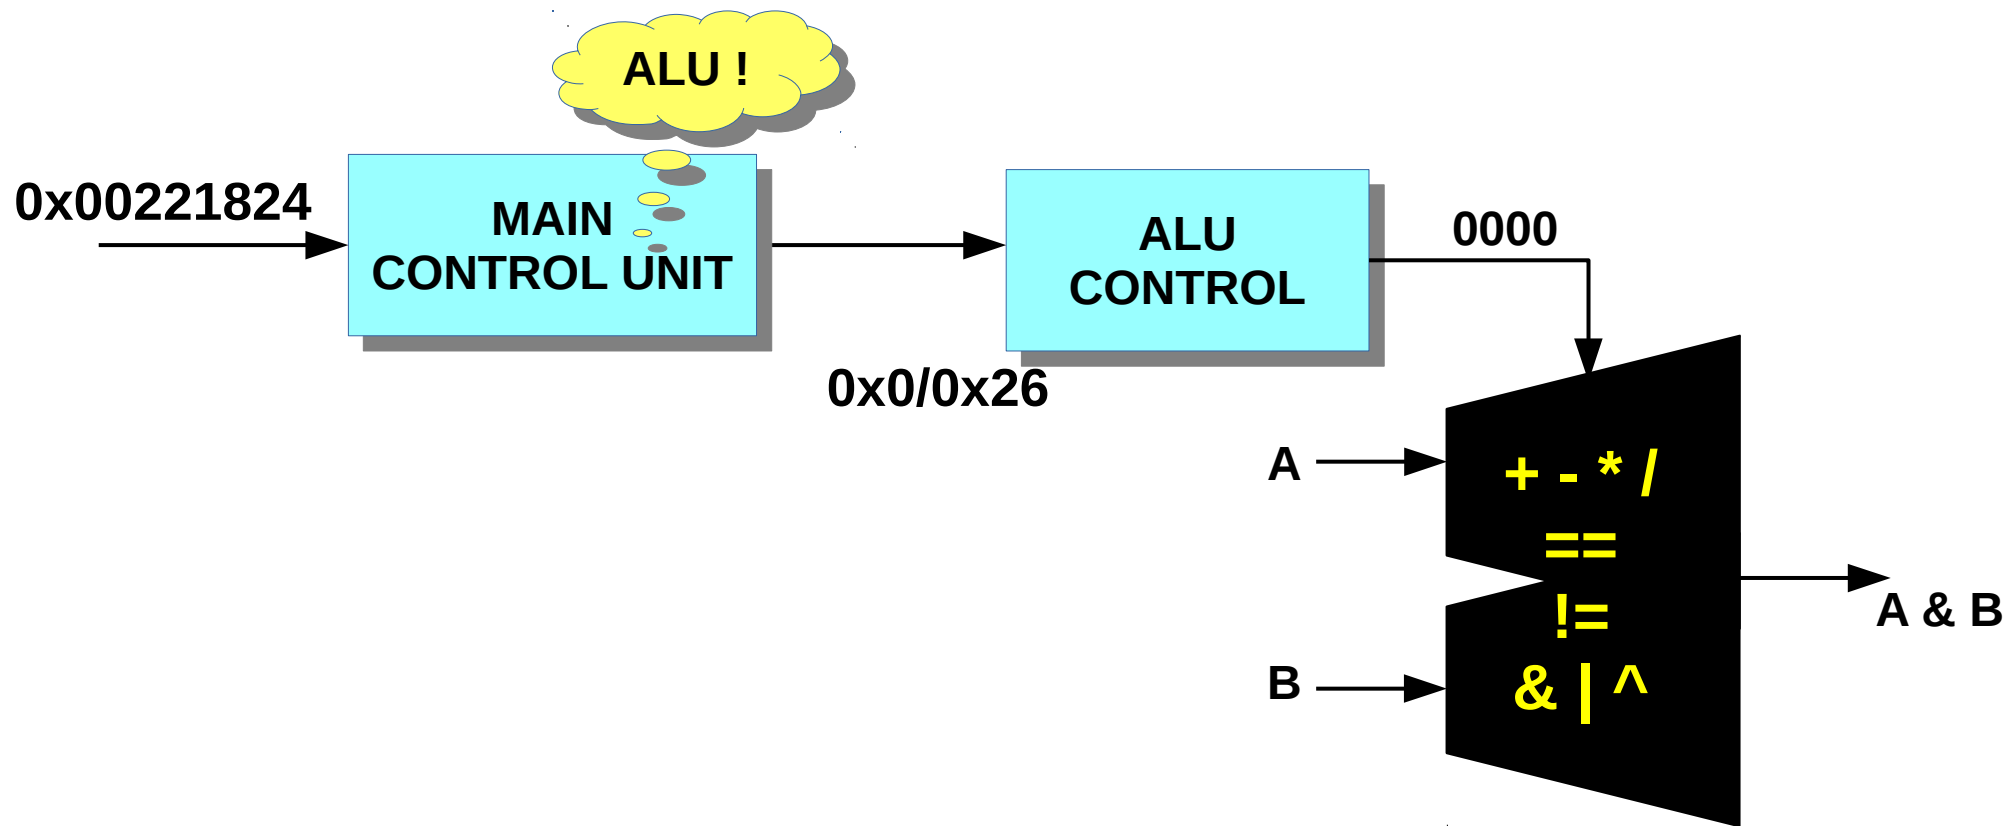 ALU !
0x00221824
MAIN
CONTROL UNIT
ALU
CONTROL
0000
0x0/0x26
A
+ - * /
==
!=
& | ^
B
A & B